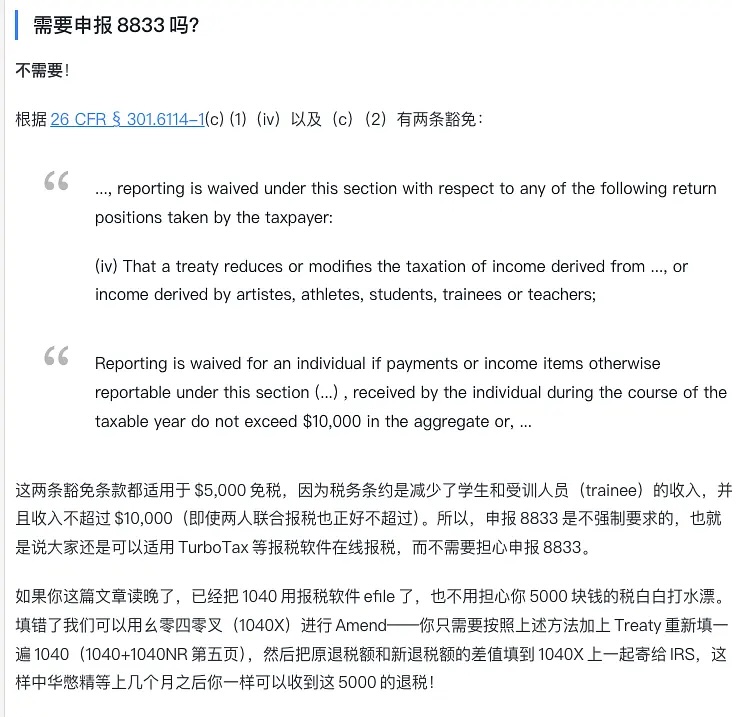 需要申报 8833 吗?
不需要!
根据 26 CFR § 301.6114-1(c) (1)（iv）以及（c）（2）有两条豁免：
“
..., reporting is waived under this section with respect to any of the following return
positions taken by the taxpayer:
(iv) That a treaty reduces or modifies the taxation of income derived from ..., or
income derived by artistes, athletes, students, trainees or teachers;
“
Reporting is waived for an individual if payments or income items otherwise
reportable under this section (...) , received by the individual during the course of the
taxable year do not exceed $10,000 in the aggregate or, ...
这两条豁免条款都适用于 $5,000 免税，因为税务条约是减少了学生和受训人员（trainee）的收入，并
且收入不超过 $10,000（即使两人联合报税也正好不超过）。所以，申报 8833 是不强制要求的，也就
是说大家还是可以适用 TurboTax 等报税软件在线报税，而不需要担心申报 8833。
如果你这篇文章读晚了，已经把 1040 用报税软件 efile 了，也不用担心你 5000 块钱的税白白打水漂。
填错了我们可以用幺零四零叉（1040X）进行 Amend——你只需要按照上述方法加上 Treaty 重新填一
遍 1040（1040+1040NR 第五页），然后把原退税额和新退税额的差值填到 1040X 上一起寄给 IRS，这
样中华憋精等上几个月之后你一样可以收到这 5000 的退税！